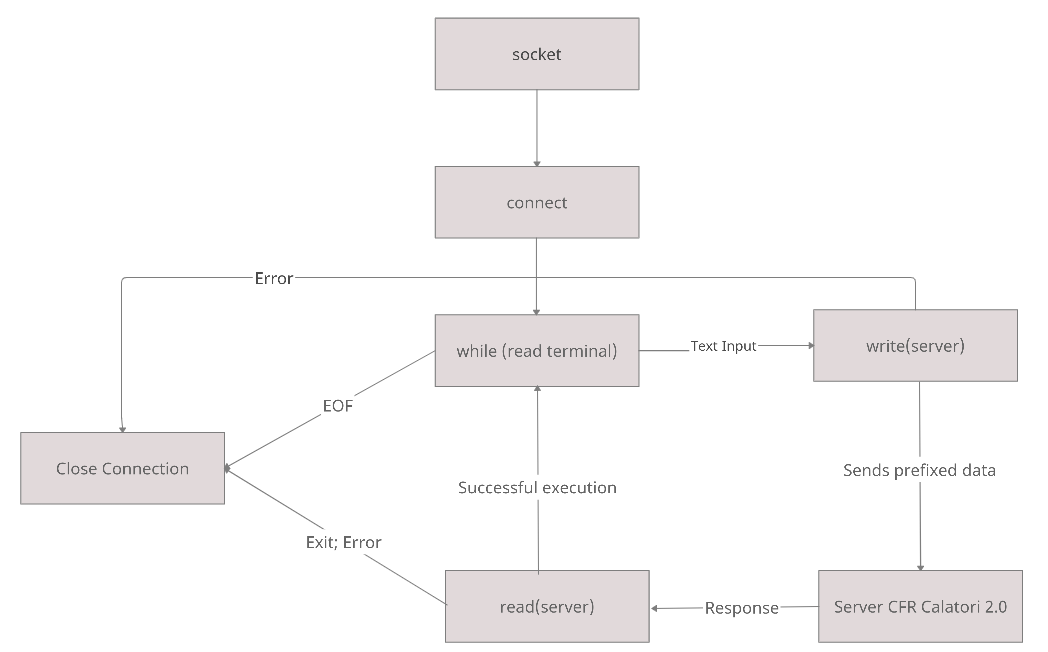 socket
connect
Error
while (read terminal)
Text Input
write(server)
EOF
Close Connection
Sends prefixed data
Successful execution
Exit; Error
read(server)
Response
Server CFR Calatori 2.0